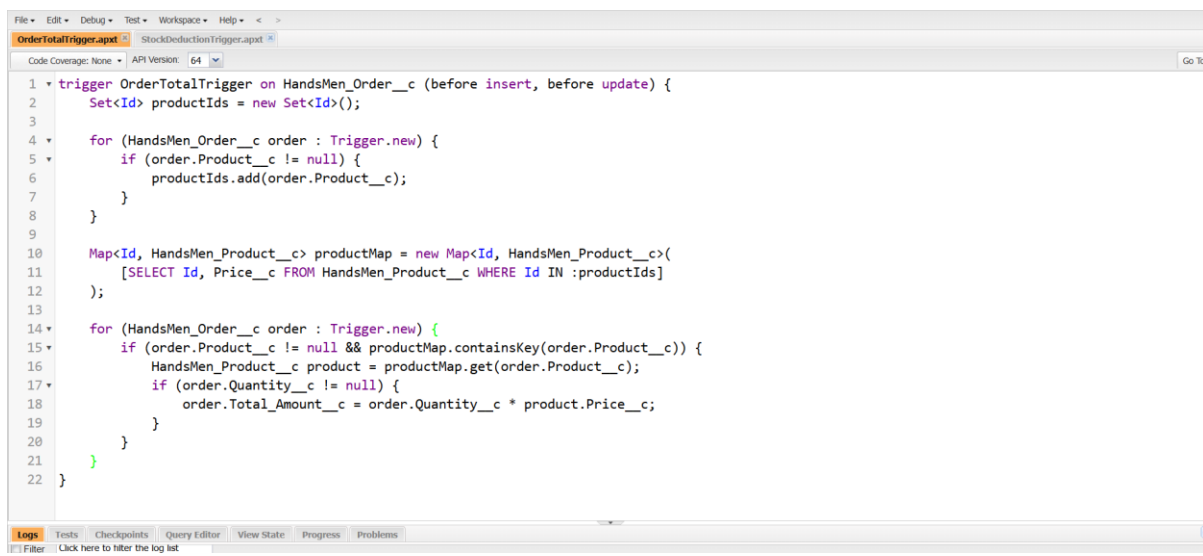 File Edit Debug Test Workspace Help < >
OrderTotalTrigger.apxt StockDeductionTrigger.apxt
Code Coverage: None API Version: 64 Go To
1 trigger OrderTotalTrigger on HandsMen_Order__c (before insert, before update) {
2 Set<Id> productIds = new Set<Id>();
3
4 for (HandsMen_Order__c order : Trigger.new) {
5 if (order.Product__c != null) {
6 productIds.add(order.Product__c);
7 }
8 }
9
10 Map<Id, HandsMen_Product__c> productMap = new Map<Id, HandsMen_Product__c>(
11 [SELECT Id, Price__c FROM HandsMen_Product__c WHERE Id IN :productIds]
12 );
13
14 for (HandsMen_Order__c order : Trigger.new) {
15 if (order.Product__c != null && productMap.containsKey(order.Product__c)) {
16 HandsMen_Product__c product = productMap.get(order.Product__c);
17 if (order.Quantity__c != null) {
18 order.Total_Amount__c = order.Quantity__c * product.Price__c;
19 }
20 }
21 }
22 }
Logs Tests Checkpoints Query Editor View State Progress Problems
Filter Click here to filter the log list